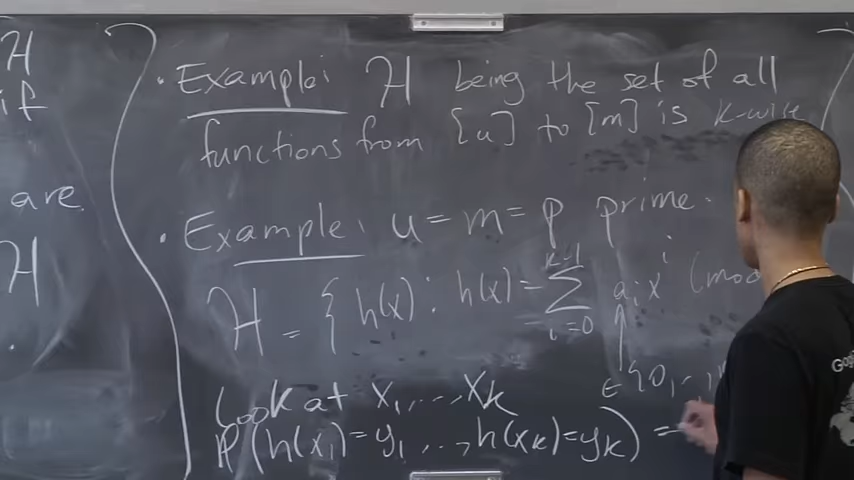 H
if
are
H
• Example: H being the set of all
functions from [u] to [m] is k-wise
• Example: u = m = p prime.
H = { h(x) : h(x) = Σ_{i=0}^{k-1} a_i x^i (mod
∈ {0, ...,
Look at x_1, ..., x_k
P(h(x_1) = y_1, ..., h(x_k) = y_k) =
Goog